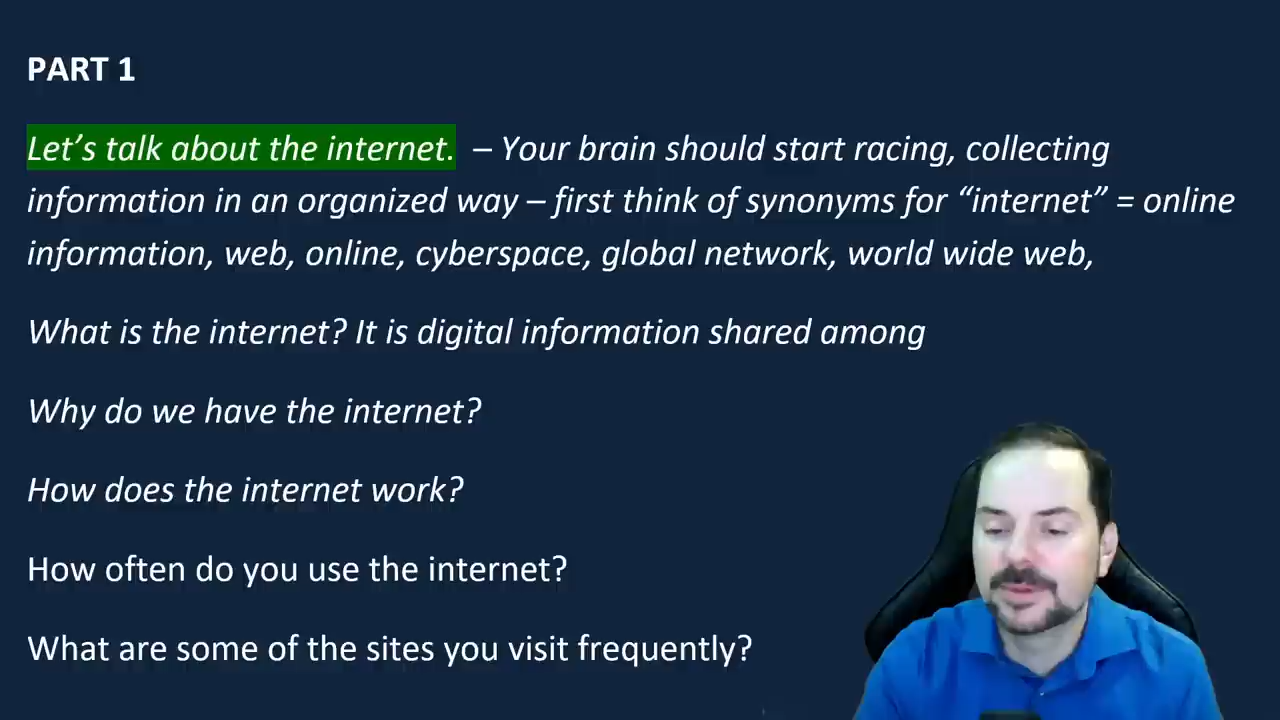 PART 1
Let’s talk about the internet. – Your brain should start racing, collecting
information in an organized way – first think of synonyms for “internet” = online
information, web, online, cyberspace, global network, world wide web,
What is the internet? It is digital information shared among
Why do we have the internet?
How does the internet work?
How often do you use the internet?
What are some of the sites you visit frequently?